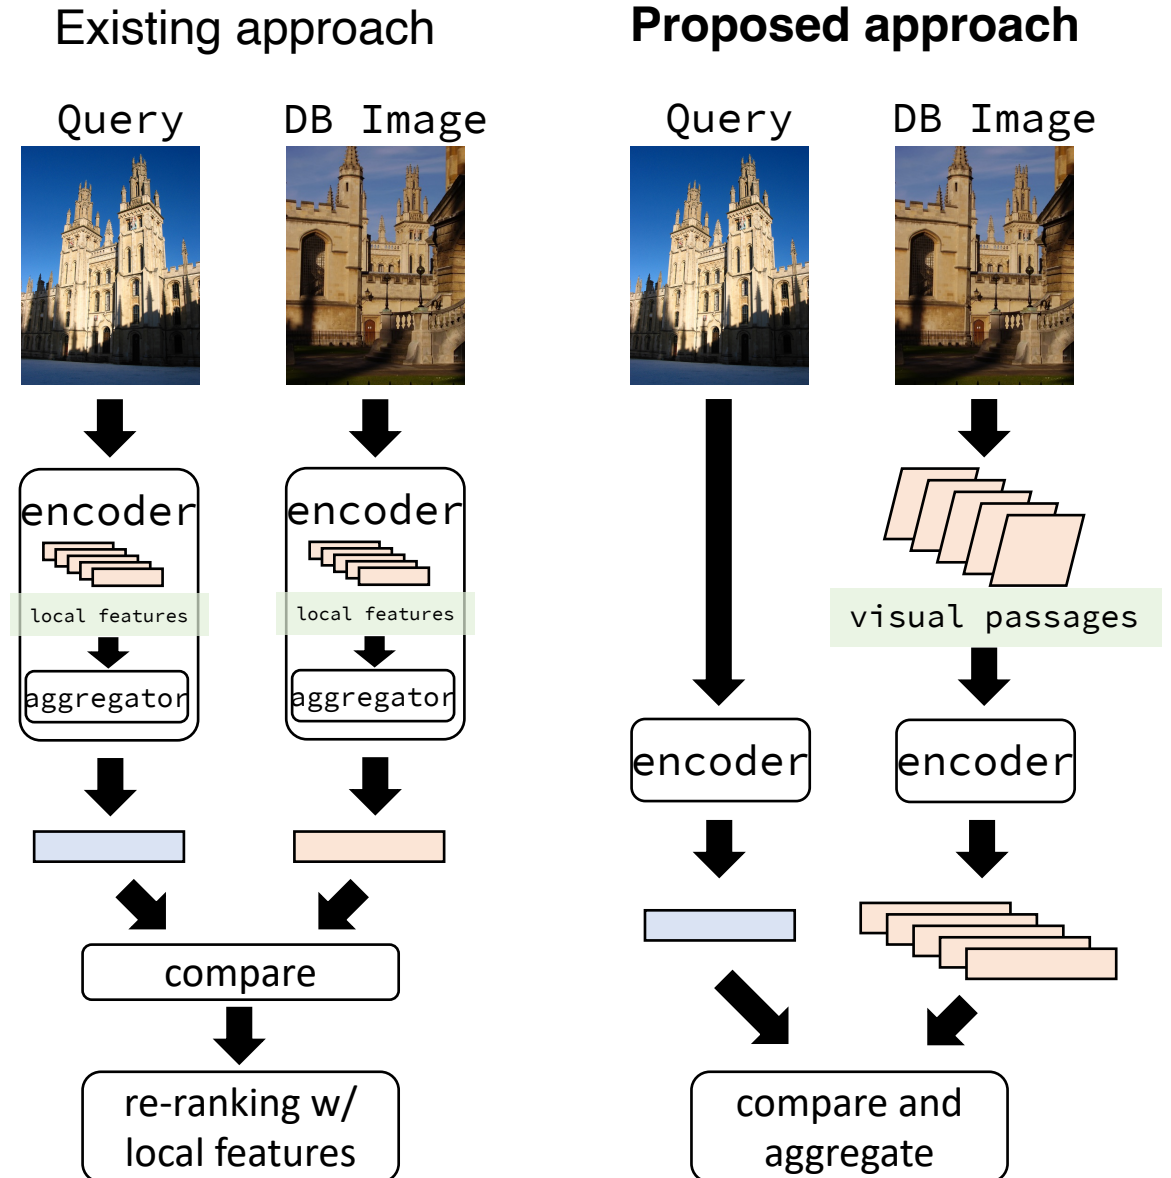 Existing approach
Query
DB Image
encoder
local features
aggregator
encoder
local features
aggregator
compare
re-ranking w/
local features
Proposed approach
Query
DB Image
visual passages
encoder
encoder
compare and
aggregate